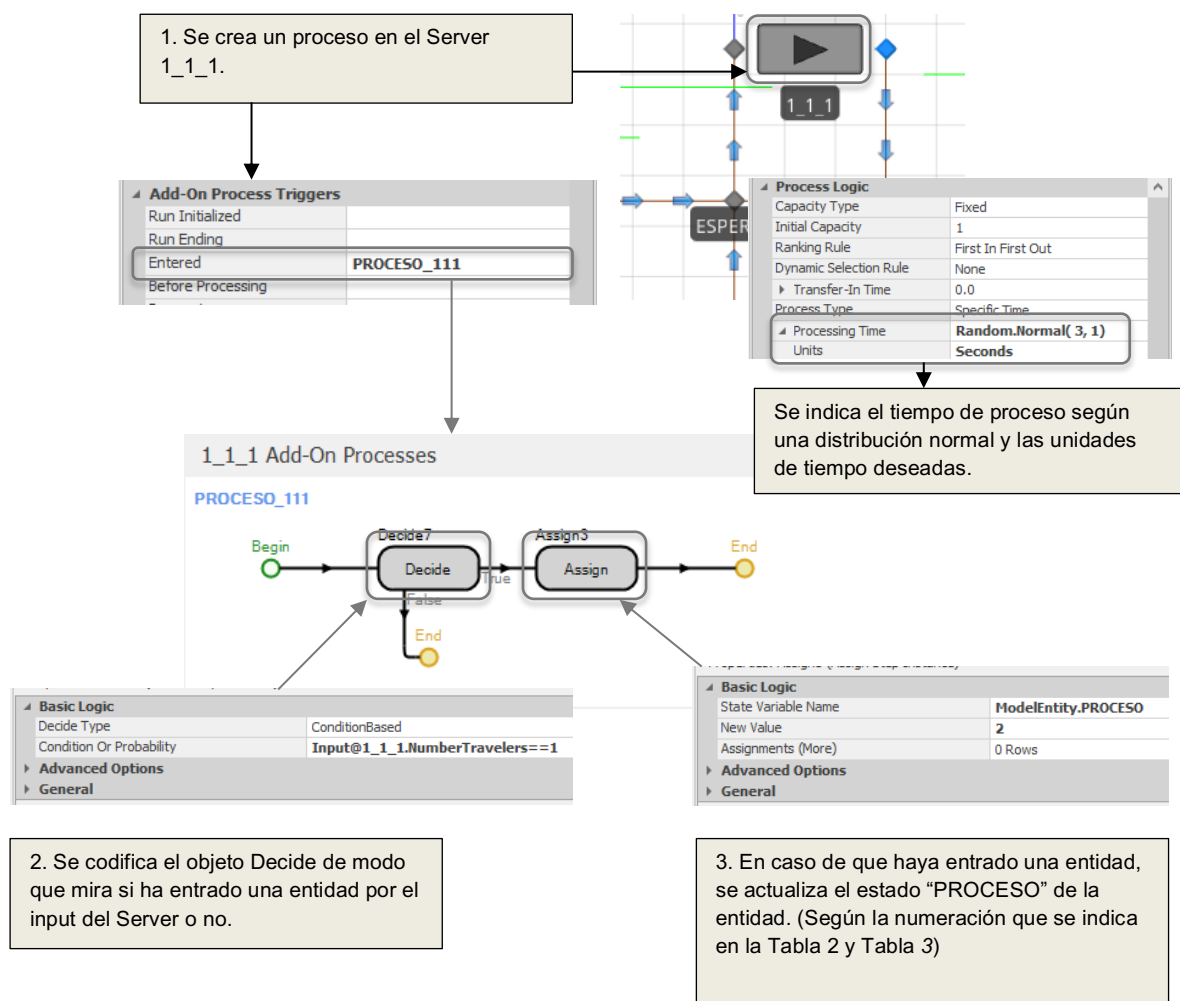 1. Se crea un proceso en el Server
1_1_1.
1_1_1
ESPER
Add-On Process Triggers
Run Initialized
Run Ending
Entered PROCESO_111
Before Processing
Process Logic
Capacity Type Fixed
Initial Capacity 1
Ranking Rule First In First Out
Dynamic Selection Rule None
Transfer-In Time 0.0
Process Type Specific Time
Processing Time Random.Normal( 3, 1)
Units Seconds
Se indica el tiempo de proceso según
una distribución normal y las unidades
de tiempo deseadas.
1_1_1 Add-On Processes
PROCESO_111
Begin
Decide7
Decide
True
False
End
Assign3
Assign
End
Basic Logic
Decide Type ConditionBased
Condition Or Probability Input@1_1_1.NumberTravelers==1
Advanced Options
General
Basic Logic
State Variable Name ModelEntity.PROCESO
New Value 2
Assignments (More) 0 Rows
Advanced Options
General
2. Se codifica el objeto Decide de modo
que mira si ha entrado una entidad por el
input del Server o no.
3. En caso de que haya entrado una entidad,
se actualiza el estado “PROCESO” de la
entidad. (Según la numeración que se indica
en la Tabla 2 y Tabla 3)